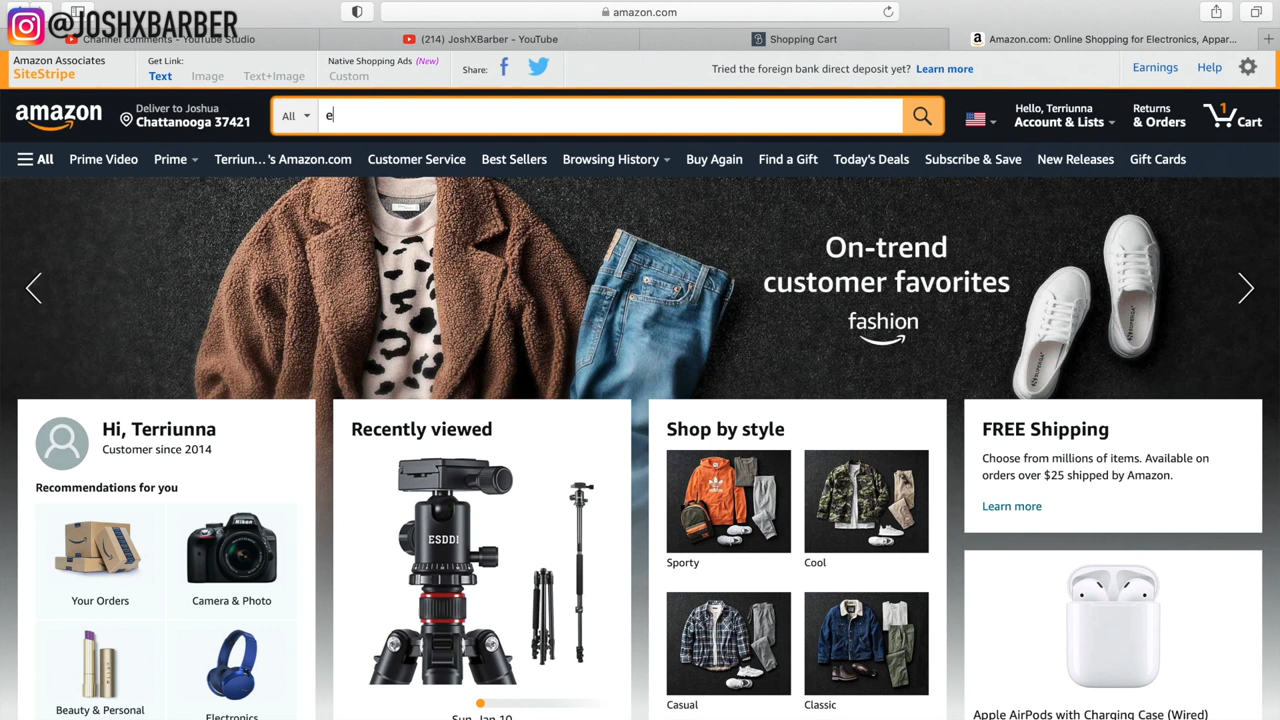 @JOSHXBARBER
amazon.com
Channel comments - YouTube Studio
(214) JoshXBarber - YouTube
Shopping Cart
Amazon.com: Online Shopping for Electronics, Appar...
Amazon Associates
SiteStripe
Get Link:
Text Image Text+Image
Native Shopping Ads (New)
Custom
Share:
Tried the foreign bank direct deposit yet? Learn more
Earnings Help
amazon
Deliver to Joshua
Chattanooga 37421
All
e
Hello, Terriunna
Account & Lists
Returns
& Orders
1
Cart
All Prime Video Prime Terriun...'s Amazon.com Customer Service Best Sellers Browsing History Buy Again Find a Gift Today's Deals Subscribe & Save New Releases Gift Cards
On-trend
customer favorites
fashion
SUPERGA
Hi, Terriunna
Customer since 2014
Recommendations for you
Nikon
Your Orders
Camera & Photo
Beauty & Personal
Electronics
Recently viewed
ESDDI
Sun, Jan 10
Shop by style
adidas
Sporty
Cool
Casual
Classic
FREE Shipping
Choose from millions of items. Available on
orders over $25 shipped by Amazon.
Learn more
Apple AirPods with Charging Case (Wired)